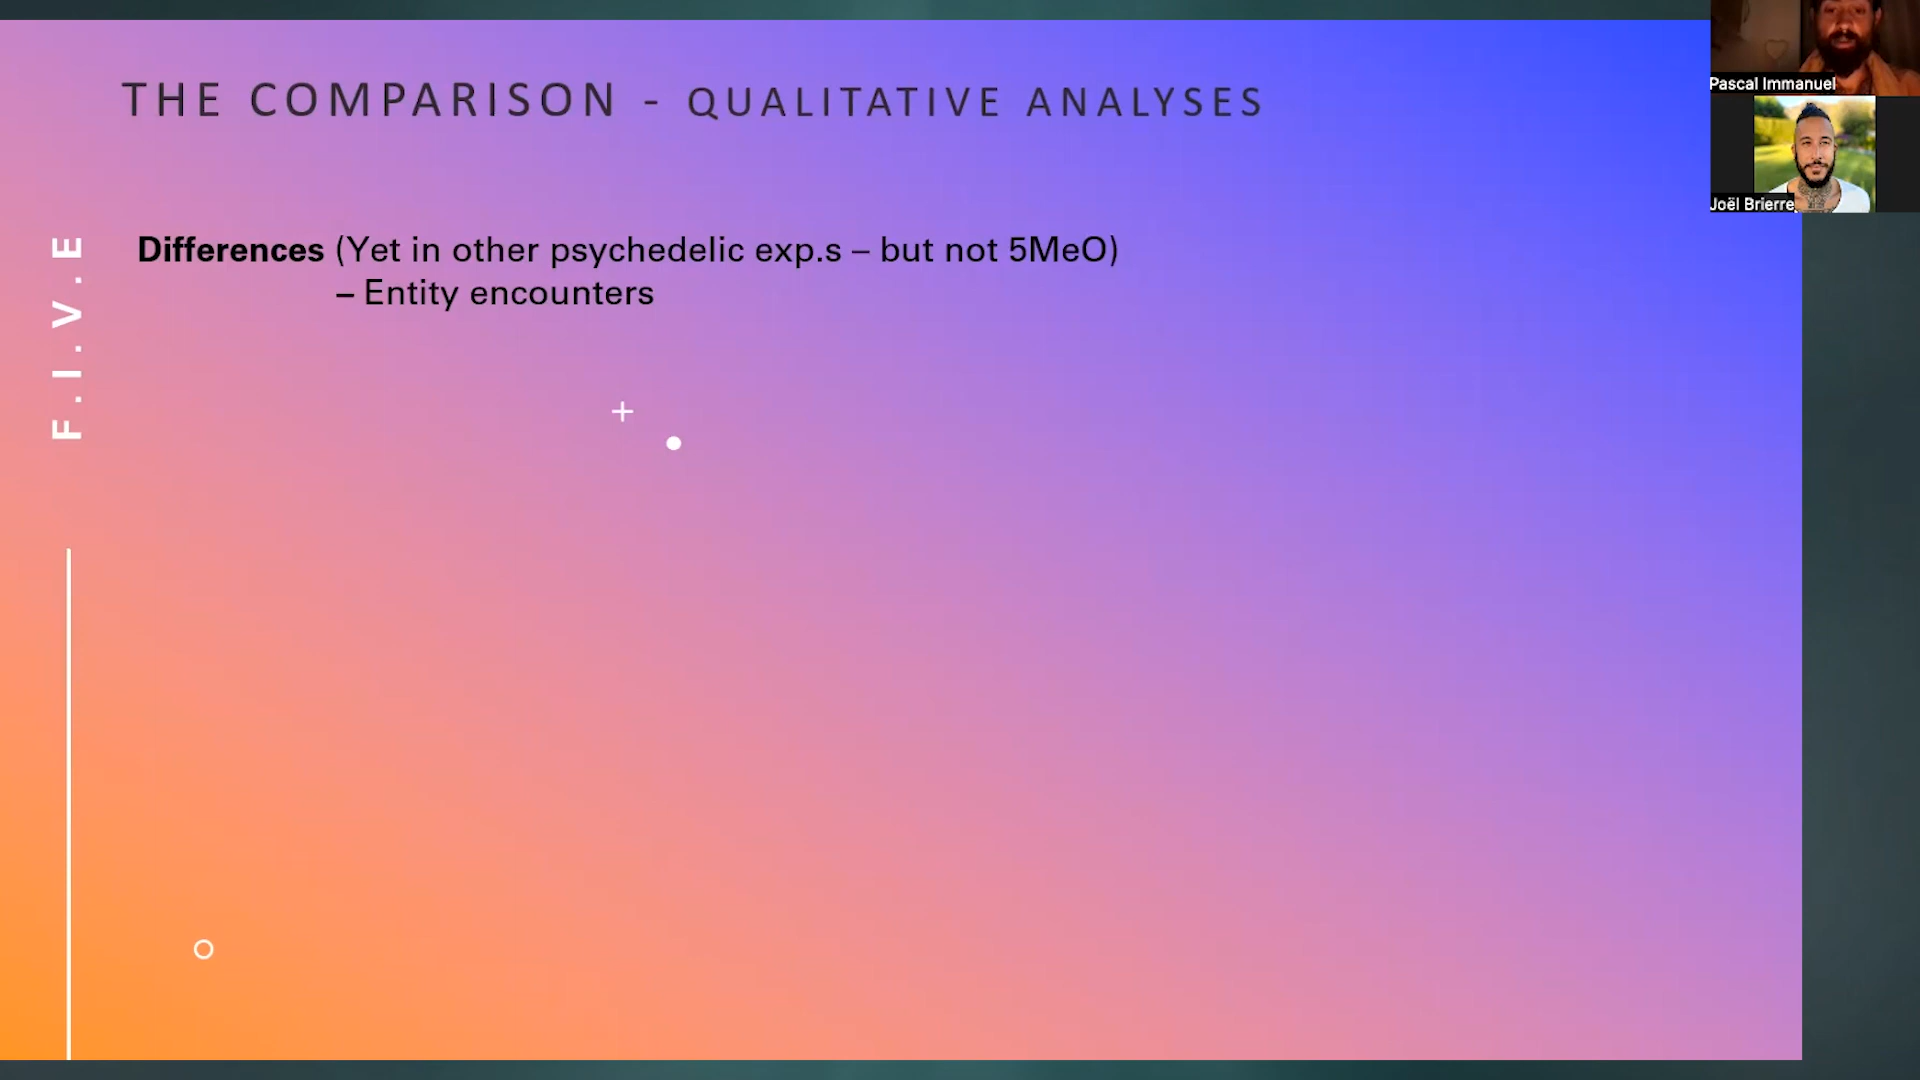 THE COMPARISON - QUALITATIVE ANALYSES
Pascal Immanuel
Joël Brierre
F.I.V.E
Differences (Yet in other psychedelic exp.s – but not 5MeO)
– Entity encounters